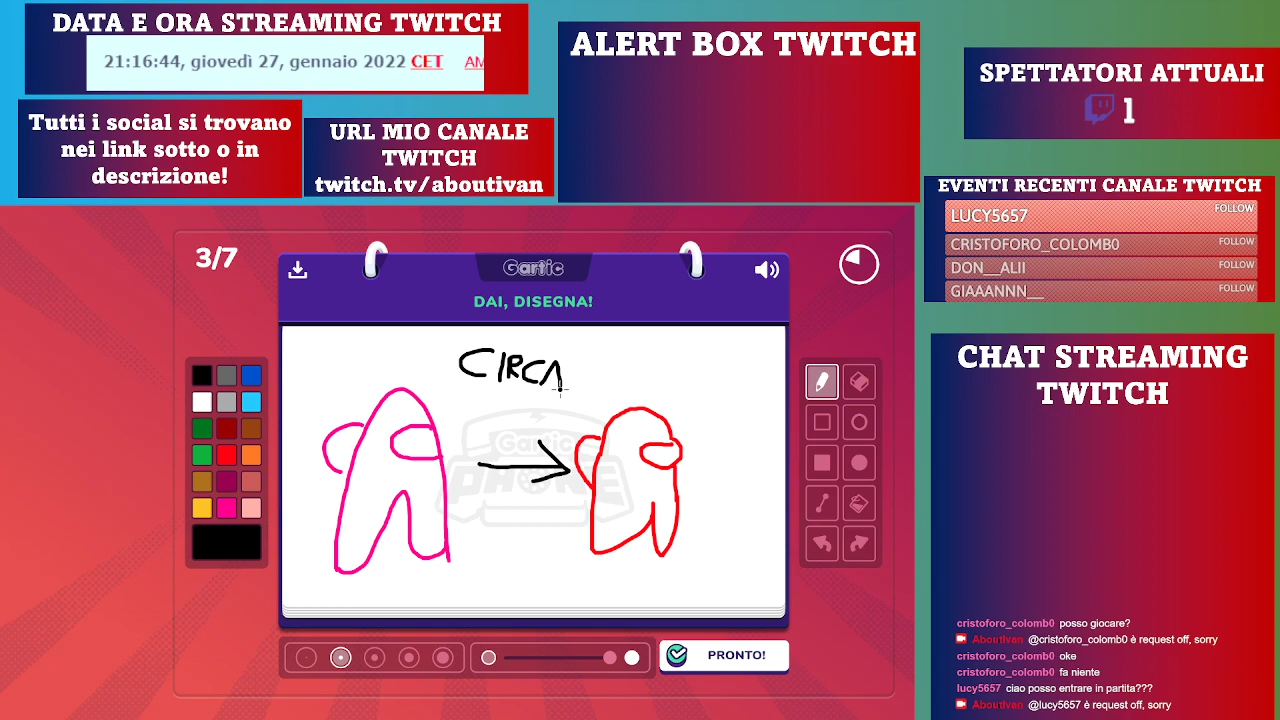 DATA E ORA STREAMING TWITCH
21:16:44, giovedì 27, gennaio 2022 CET AM
Tutti i social si trovano
nei link sotto o in
descrizione!
URL MIO CANALE
TWITCH
twitch.tv/aboutivan
ALERT BOX TWITCH
SPETTATORI ATTUALI
1
EVENTI RECENTI CANALE TWITCH
LUCY5657 FOLLOW
CRISTOFORO_COLOMB0 FOLLOW
DON__ALII FOLLOW
GIAAANNN__ FOLLOW
3/7
Gartic
DAI, DISEGNA!
CIRCA
Gartic
PHONE
PRONTO!
CHAT STREAMING
TWITCH
cristoforo_colomb0 posso giocare?
Aboutivan @cristoforo_colomb0 è request off, sorry
cristoforo_colomb0 oke
cristoforo_colomb0 fa niente
lucy5657 ciao posso entrare in partita???
Aboutivan @lucy5657 è request off, sorry